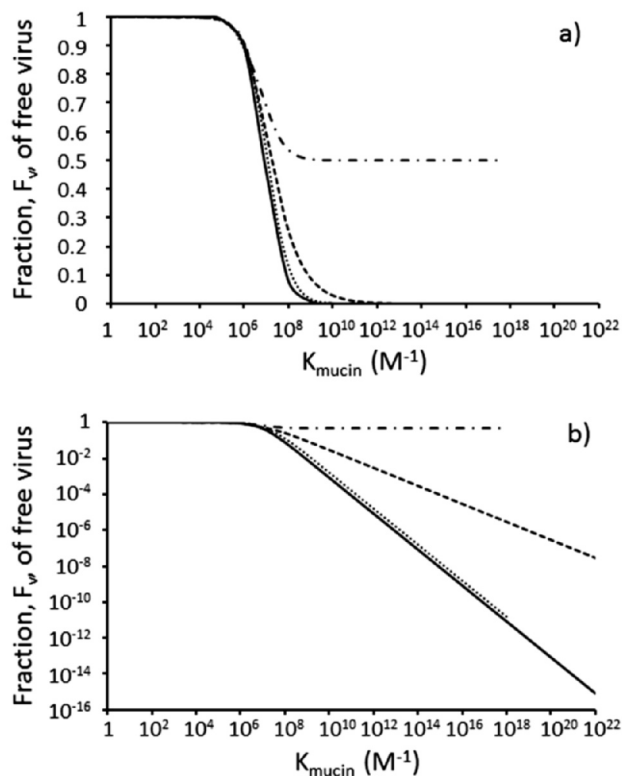 a)
Fraction, Fᵥ, of free virus
1
0.9
0.8
0.7
0.6
0.5
0.4
0.3
0.2
0.1
0
1 10² 10⁴ 10⁶ 10⁸ 10¹⁰ 10¹² 10¹⁴ 10¹⁶ 10¹⁸ 10²⁰ 10²²
Kmucin (M⁻¹)
b)
Fraction, Fᵥ, of free virus
1
10⁻²
10⁻⁴
10⁻⁶
10⁻⁸
10⁻¹⁰
10⁻¹²
10⁻¹⁴
10⁻¹⁶
1 10² 10⁴ 10⁶ 10⁸ 10¹⁰ 10¹² 10¹⁴ 10¹⁶ 10¹⁸ 10²⁰ 10²²
Kmucin (M⁻¹)